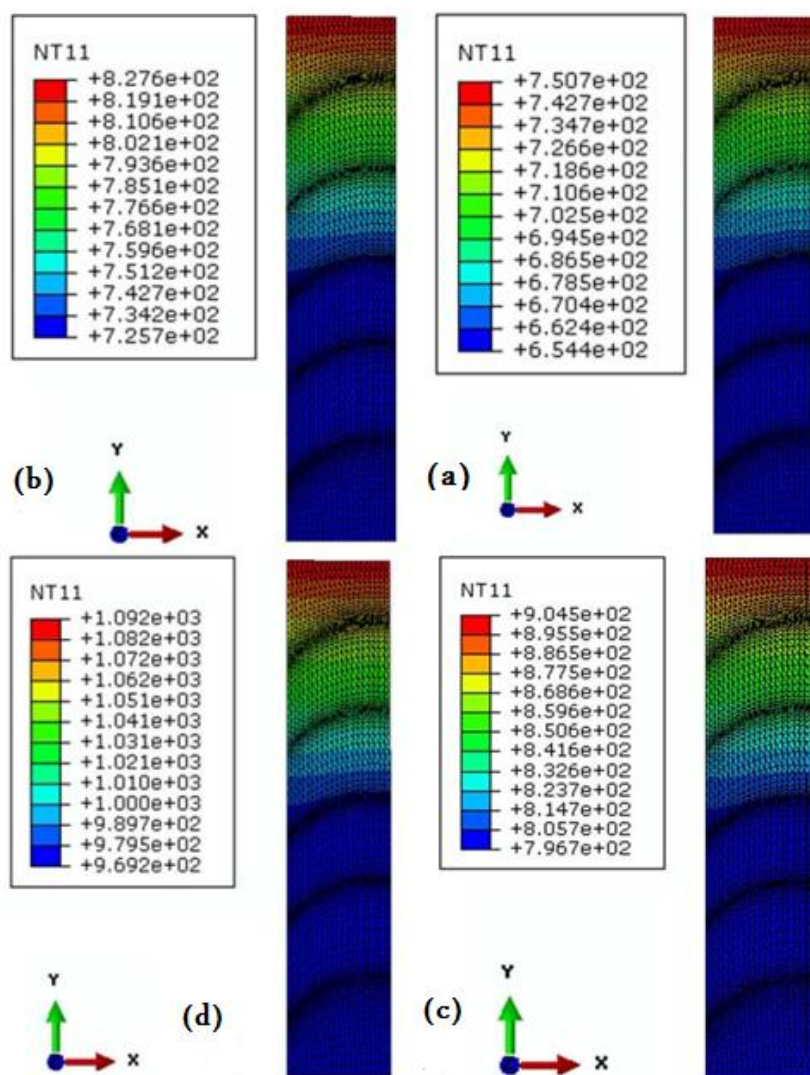 NT11
+8.276e+02
+8.191e+02
+8.106e+02
+8.021e+02
+7.936e+02
+7.851e+02
+7.766e+02
+7.681e+02
+7.596e+02
+7.512e+02
+7.427e+02
+7.342e+02
+7.257e+02
Y
X
(b)
NT11
+7.507e+02
+7.427e+02
+7.347e+02
+7.266e+02
+7.186e+02
+7.106e+02
+7.025e+02
+6.945e+02
+6.865e+02
+6.785e+02
+6.704e+02
+6.624e+02
+6.544e+02
Y
X
(a)
NT11
+1.092e+03
+1.082e+03
+1.072e+03
+1.062e+03
+1.051e+03
+1.041e+03
+1.031e+03
+1.021e+03
+1.010e+03
+1.000e+03
+9.897e+02
+9.795e+02
+9.692e+02
Y
X
(d)
NT11
+9.045e+02
+8.955e+02
+8.865e+02
+8.775e+02
+8.686e+02
+8.596e+02
+8.506e+02
+8.416e+02
+8.326e+02
+8.237e+02
+8.147e+02
+8.057e+02
+7.967e+02
Y
X
(c)